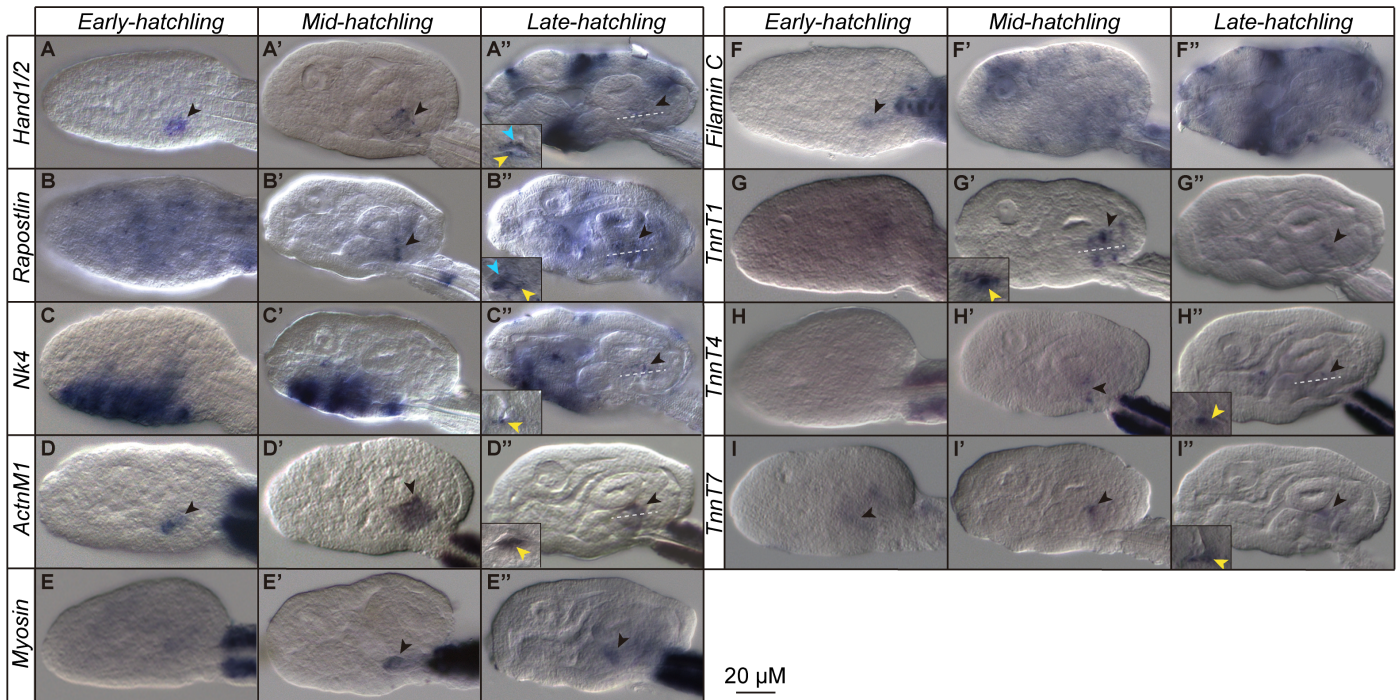 Early-hatchling Mid-hatchling Late-hatchling Early-hatchling Mid-hatchling Late-hatchling
Hand1/2 A A' A'' Filamin C F F' F''
Rapostlin B B' B'' TnnT1 G G' G''
Nk4 C C' C'' TnnT4 H H' H''
ActnM1 D D' D'' TnnT7 I I' I''
Myosin E E' E''
20 µM